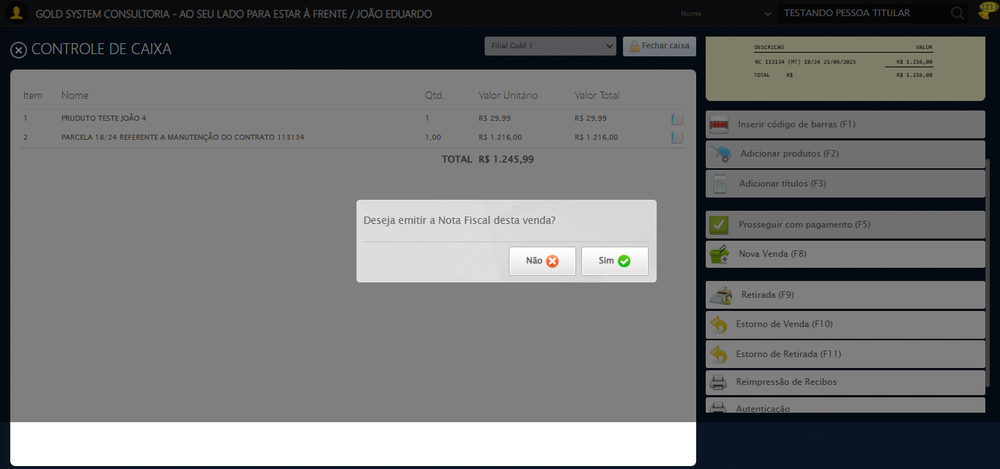 GOLD SYSTEM CONSULTORIA - AO SEU LADO PARA ESTAR À FRENTE / JOÃO EDUARDO
Nome
TESTANDO PESSOA TITULAR
2213
CONTROLE DE CAIXA
Filial Gold 1
Fechar caixa
Item Nome Qtd. Valor Unitário Valor Total
1 PRUDUTO TESTE JOÃO 4 1 R$ 29,99 R$ 29,99
2 PARCELA 18/24 REFERENTE A MANUTENÇÃO DO CONTRATO 113134 1,00 R$ 1.216,00 R$ 1.216,00
TOTAL R$ 1.245,99
Deseja emitir a Nota Fiscal desta venda?
Não
Sim
DESCRICAO VALOR
NC 113134 (MT) 18/24 21/06/2025 R$ 1.216,00
TOTAL R$ R$ 1.216,00
Inserir código de barras (F1)
Adicionar produtos (F2)
Adicionar títulos (F3)
Prosseguir com pagamento (F5)
Nova Venda (F8)
Retirada (F9)
Estorno de Venda (F10)
Estorno de Retirada (F11)
Reimpressão de Recibos
Autenticação